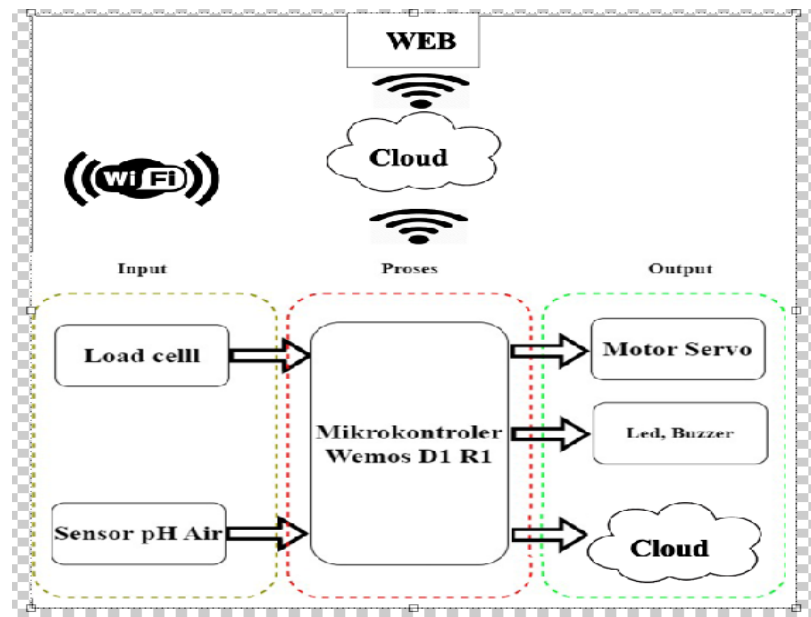 WEB
Cloud
Wi Fi
Input
Proses
Output
Load celll
Motor Servo
Mikrokontroler
Wemos D1 R1
Led, Buzzer
Sensor pH Air
Cloud